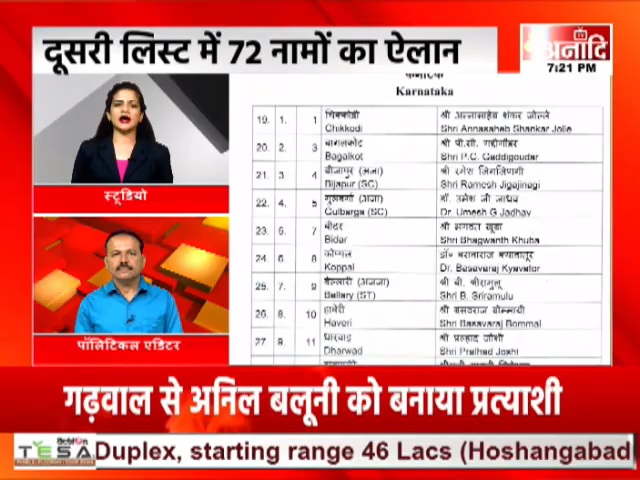 दूसरी लिस्ट में 72 नामों का ऐलान
अनादि
TV
7:21 PM
Karnataka
19. 1. 1 चिक्कोडी श्री अन्नासाहेब शंकर जोल्ले
Chikkodi Shri Annasaheb Shankar Jolle
20. 2. 3 बागलकोट श्री पी.सी. गद्दीगौडर
Bagalkot Shri P.C. Gaddigoudar
21. 3 4 बीजापुर (अजा) श्री रमेश जिगजिणगी
Bijapur (SC) Shri Ramesh Jigajinagi
22. 4. 5 गुलबर्गा (अजा) डॉ. उमेश जी जाधव
Gulbarga (SC) Dr. Umesh G Jadhav
23. 7 बीदर श्री भगवंत खूबा
Bidar Shri Bhagwanth Khuba
24. 6. 8 कोप्पल
Koppal Dr. Basavaraj Kyavator
25. 7. 9 बेल्लारी (अजजा) श्री बी. श्रीरामुलु
Bellary (ST) Shri B. Sriramulu
26. 8. 10 हावेरी श्री बसवराज बोम्मायी
Haveri Shri Basavaraj Bommai
27 9. 11 धारवाड़ श्री प्रल्हाद जोशी
Dharwad Shri Pralhad Joshi
स्टूडियो
पॉलिटिकल एडिटर
गढ़वाल से अनिल बलूनी को बनाया प्रत्याशी
TESA Duplex, starting range 46 Lacs (Hoshangabad